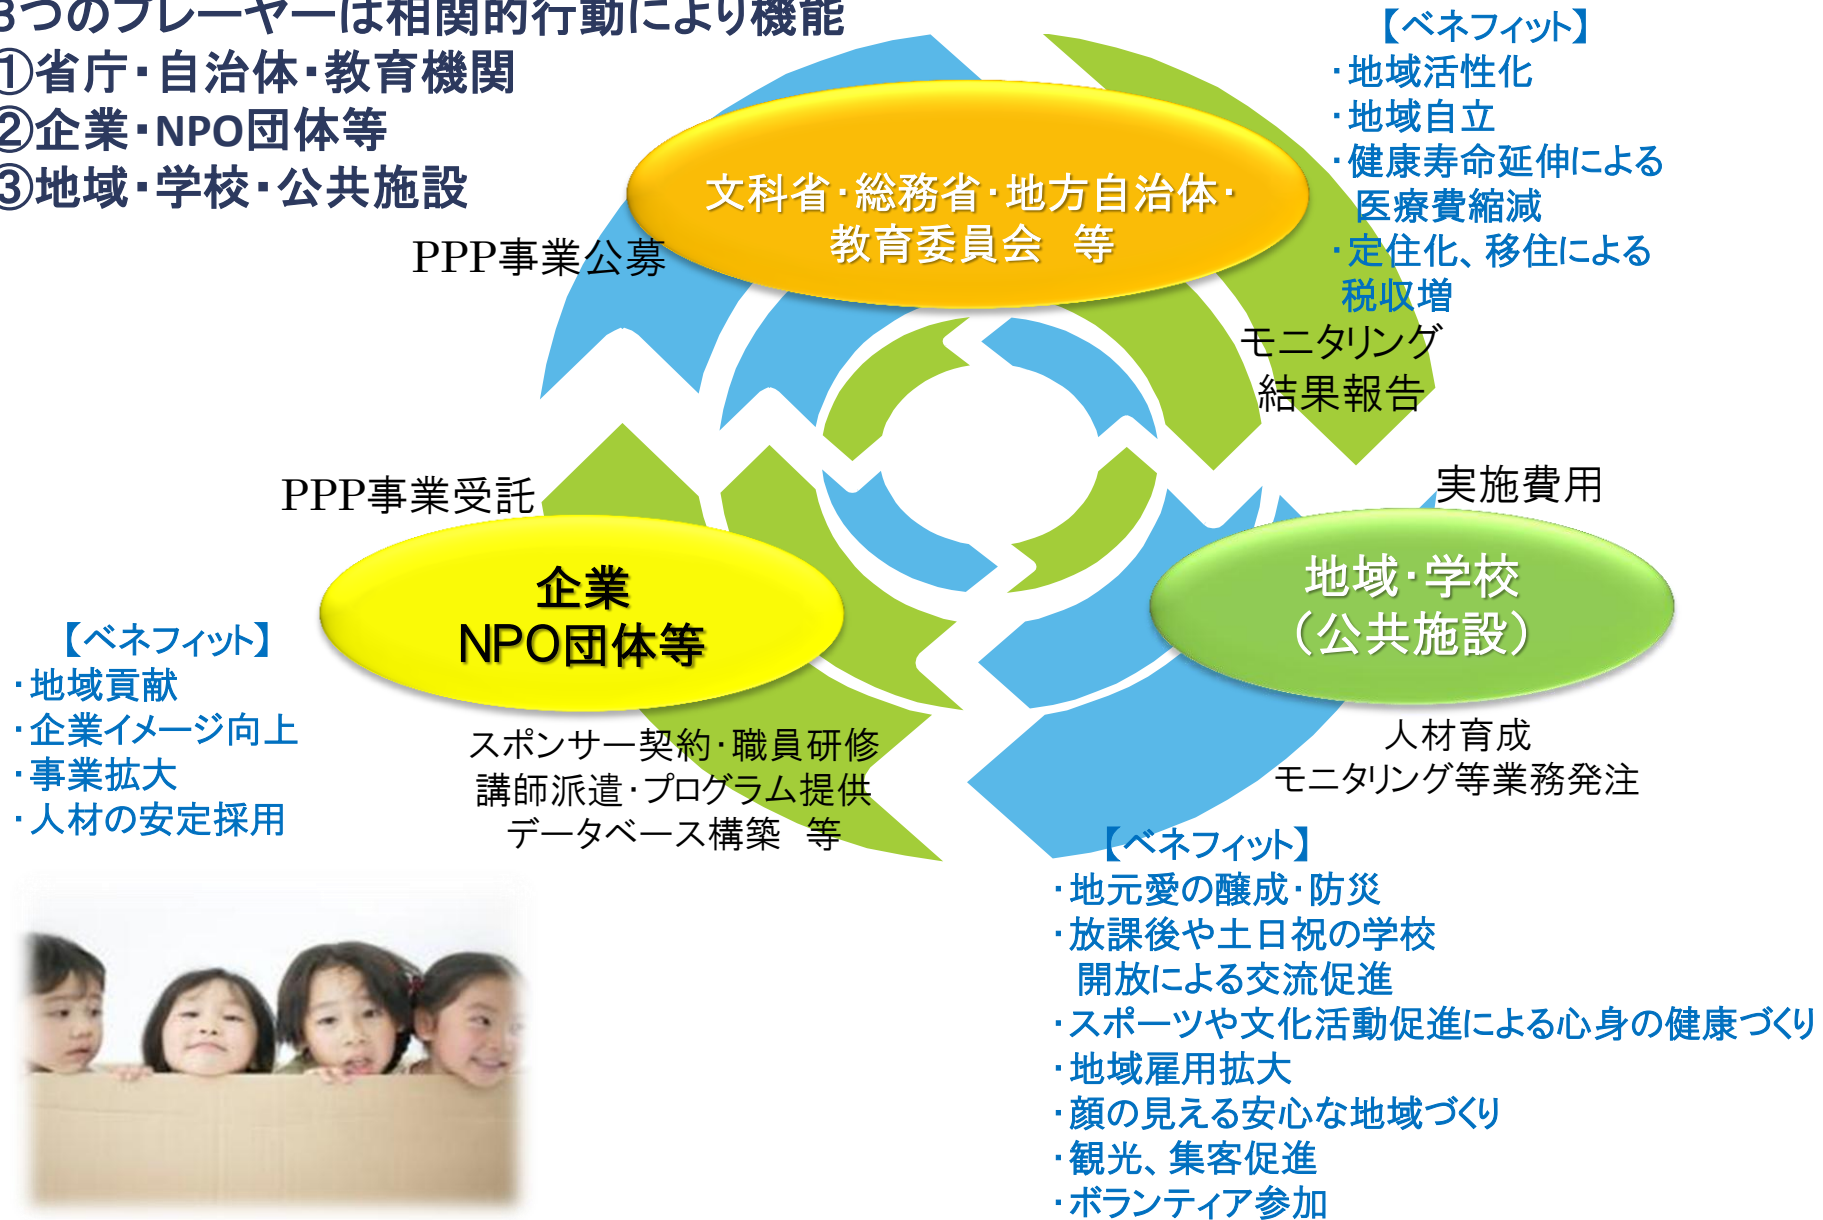 3つのプレーヤーは相関的行動により機能
①省庁・自治体・教育機関
②企業・NPO団体等
③地域・学校・公共施設
【ベネフィット】
・地域活性化
・地域自立
・健康寿命延伸による
医療費縮減
・定住化、移住による
税収増
文科省・総務省・地方自治体・
教育委員会　等
PPP事業公募
モニタリング
結果報告
PPP事業受託
実施費用
企業
NPO団体等
地域・学校
（公共施設）
【ベネフィット】
・地域貢献
・企業イメージ向上
・事業拡大
・人材の安定採用
スポンサー契約・職員研修
講師派遣・プログラム提供
データベース構築　等
人材育成
モニタリング等業務発注
【ベネフィット】
・地元愛の醸成・防災
・放課後や土日祝の学校
開放による交流促進
・スポーツや文化活動促進による心身の健康づくり
・地域雇用拡大
・顔の見える安心な地域づくり
・観光、集客促進
・ボランティア参加